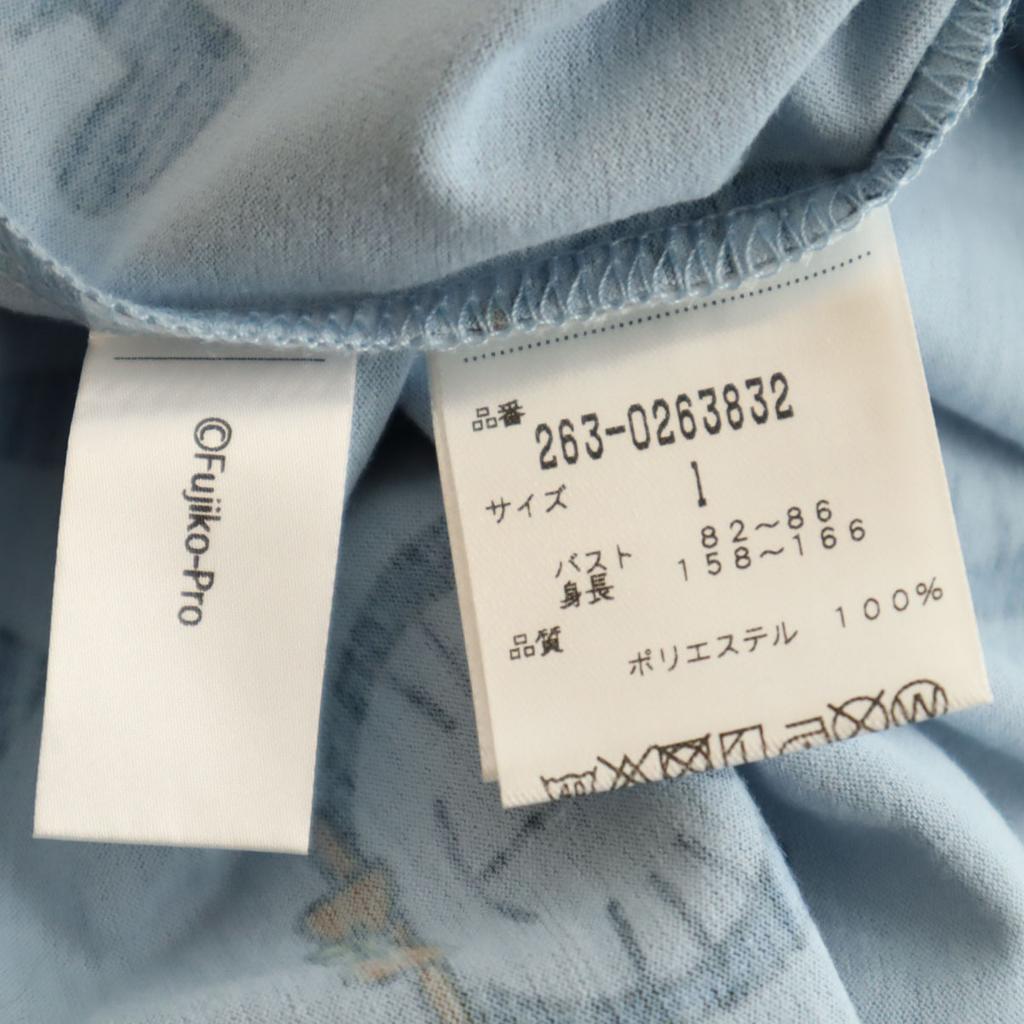 ©Fujiko-Pro
品番 263-0263832
サイズ 1
バスト 82～86
身長 158～166
品質
ポリエステル 100%
40 W